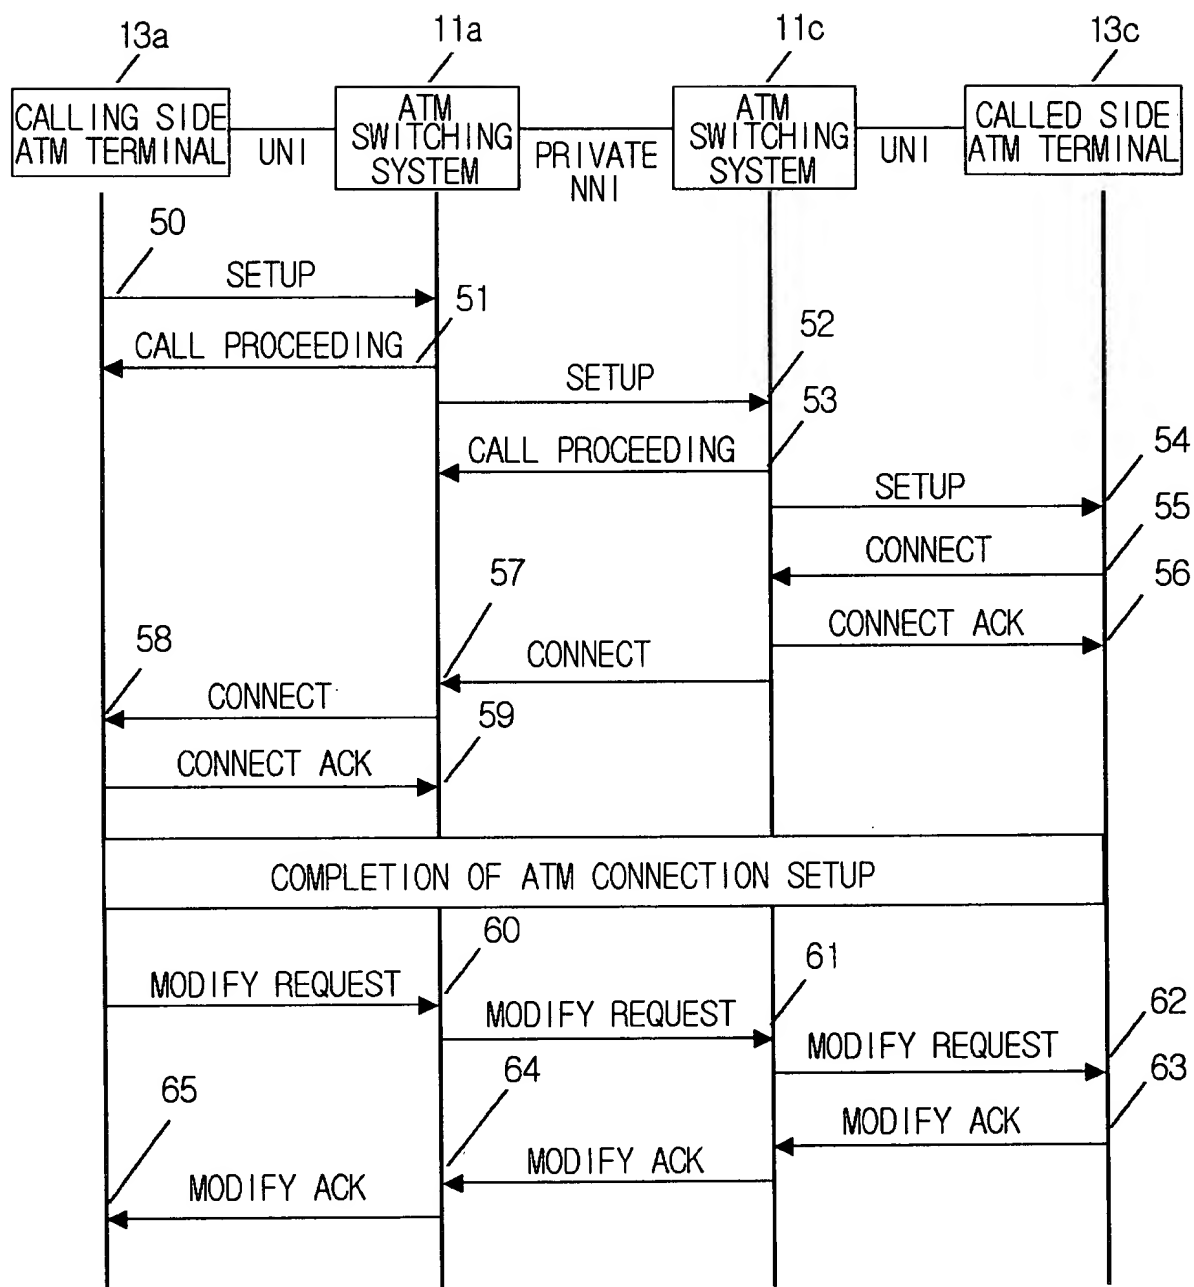 13a
11a
11c
13c
CALLING SIDE
ATM TERMINAL
UNI
ATM
SWITCHING
SYSTEM
PRIVATE
NNI
ATM
SWITCHING
SYSTEM
UNI
CALLED SIDE
ATM TERMINAL
50
SETUP
51
CALL PROCEEDING
52
SETUP
53
CALL PROCEEDING
54
SETUP
55
CONNECT
56
CONNECT ACK
57
CONNECT
58
CONNECT
59
CONNECT ACK
COMPLETION OF ATM CONNECTION SETUP
60
MODIFY REQUEST
61
MODIFY REQUEST
62
MODIFY REQUEST
63
MODIFY ACK
64
MODIFY ACK
65
MODIFY ACK